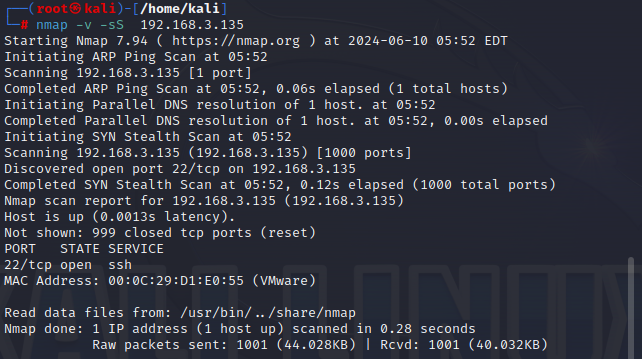 ┌──(root㉿kali)-[/home/kali]
└─# nmap -v -sS  192.168.3.135
Starting Nmap 7.94 ( https://nmap.org ) at 2024-06-10 05:52 EDT
Initiating ARP Ping Scan at 05:52
Scanning 192.168.3.135 [1 port]
Completed ARP Ping Scan at 05:52, 0.06s elapsed (1 total hosts)
Initiating Parallel DNS resolution of 1 host. at 05:52
Completed Parallel DNS resolution of 1 host. at 05:52, 0.00s elapsed
Initiating SYN Stealth Scan at 05:52
Scanning 192.168.3.135 (192.168.3.135) [1000 ports]
Discovered open port 22/tcp on 192.168.3.135
Completed SYN Stealth Scan at 05:52, 0.12s elapsed (1000 total ports)
Nmap scan report for 192.168.3.135 (192.168.3.135)
Host is up (0.0013s latency).
Not shown: 999 closed tcp ports (reset)
PORT   STATE SERVICE
22/tcp open  ssh
MAC Address: 00:0C:29:D1:E0:55 (VMware)

Read data files from: /usr/bin/../share/nmap
Nmap done: 1 IP address (1 host up) scanned in 0.28 seconds
           Raw packets sent: 1001 (44.028KB) | Rcvd: 1001 (40.032KB)